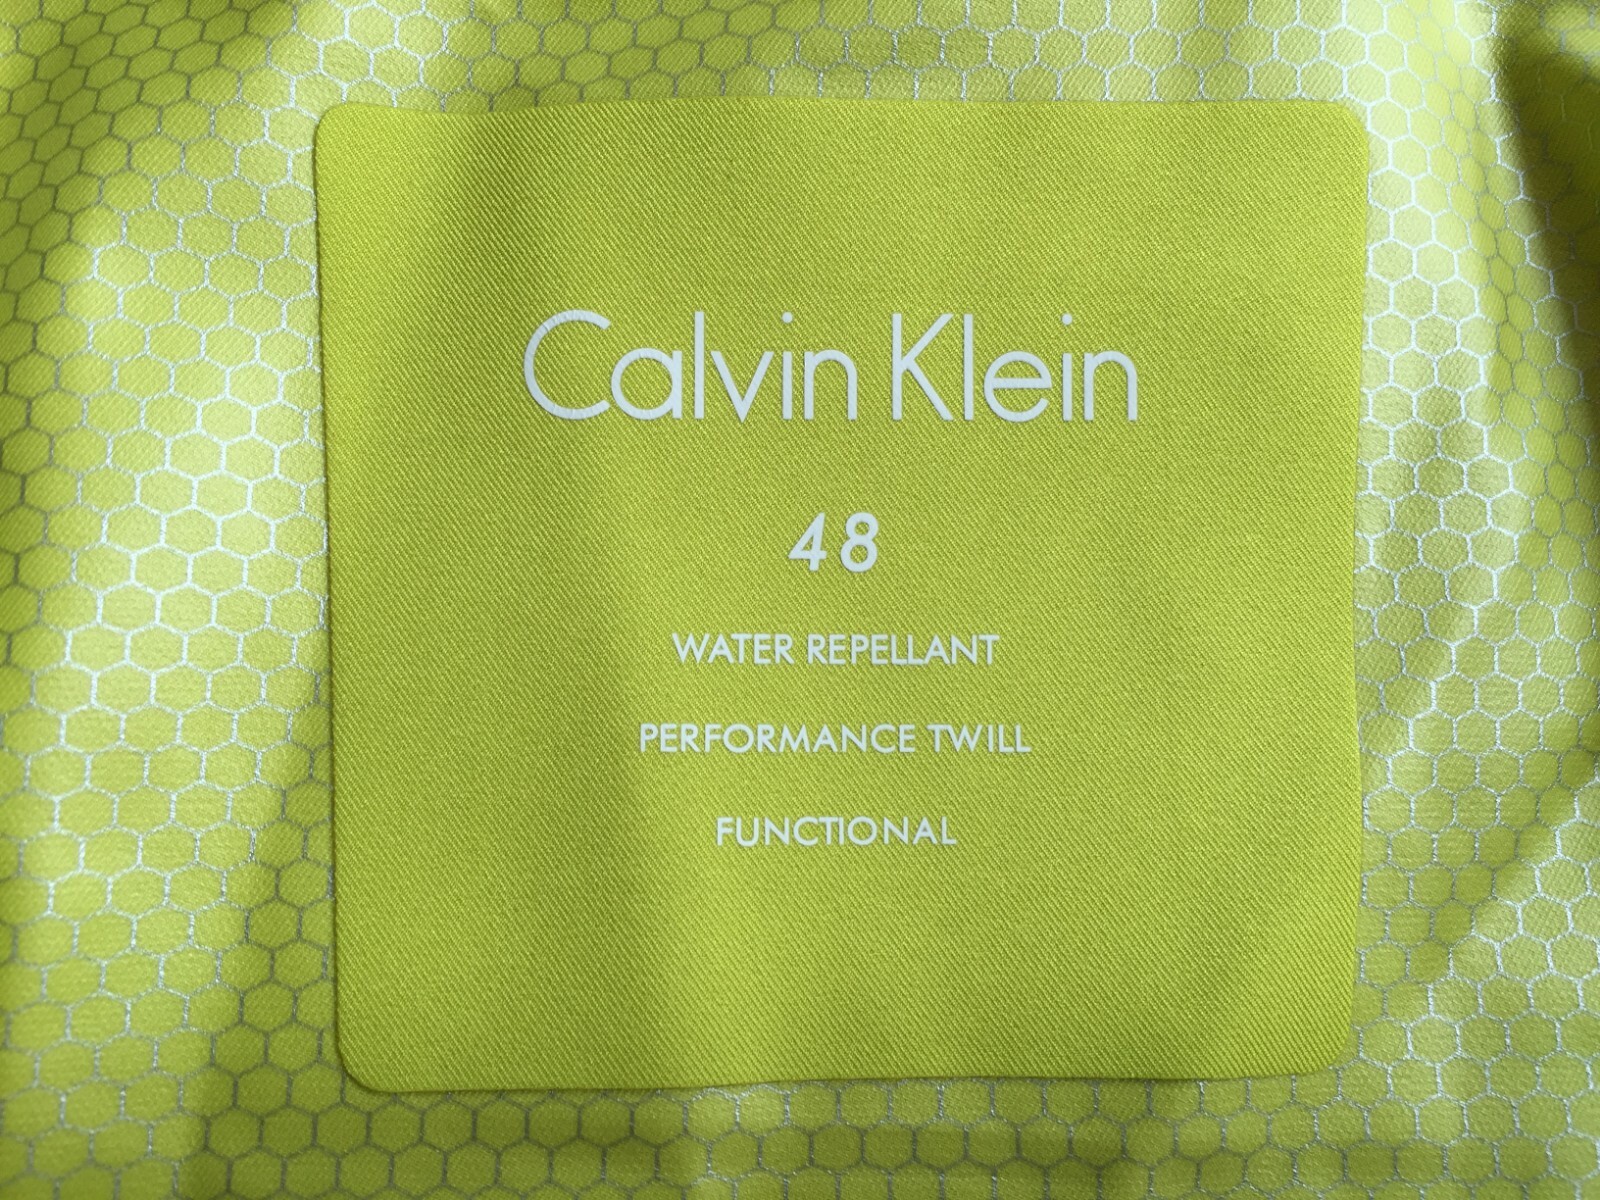 Calvin Klein
48
WATER REPELLANT
PERFORMANCE TWILL
FUNCTIONAL